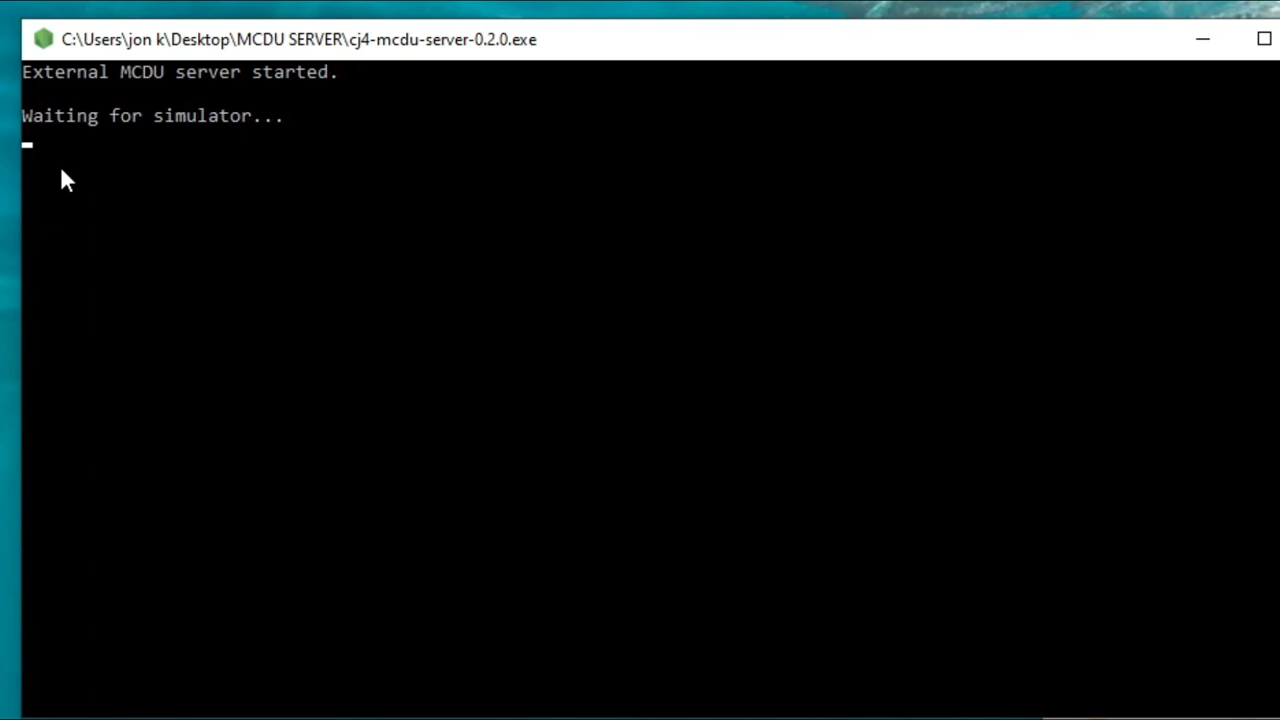 C:\Users\jon k\Desktop\MCDU SERVER\cj4-mcdu-server-0.2.0.exe
External MCDU server started.
Waiting for simulator...